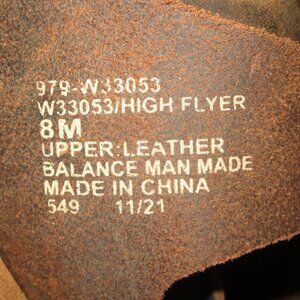 979-W33053
W33053/HIGH FLYER
8M
UPPER:LEATHER
BALANCE MAN MADE
MADE IN CHINA
549 11/21